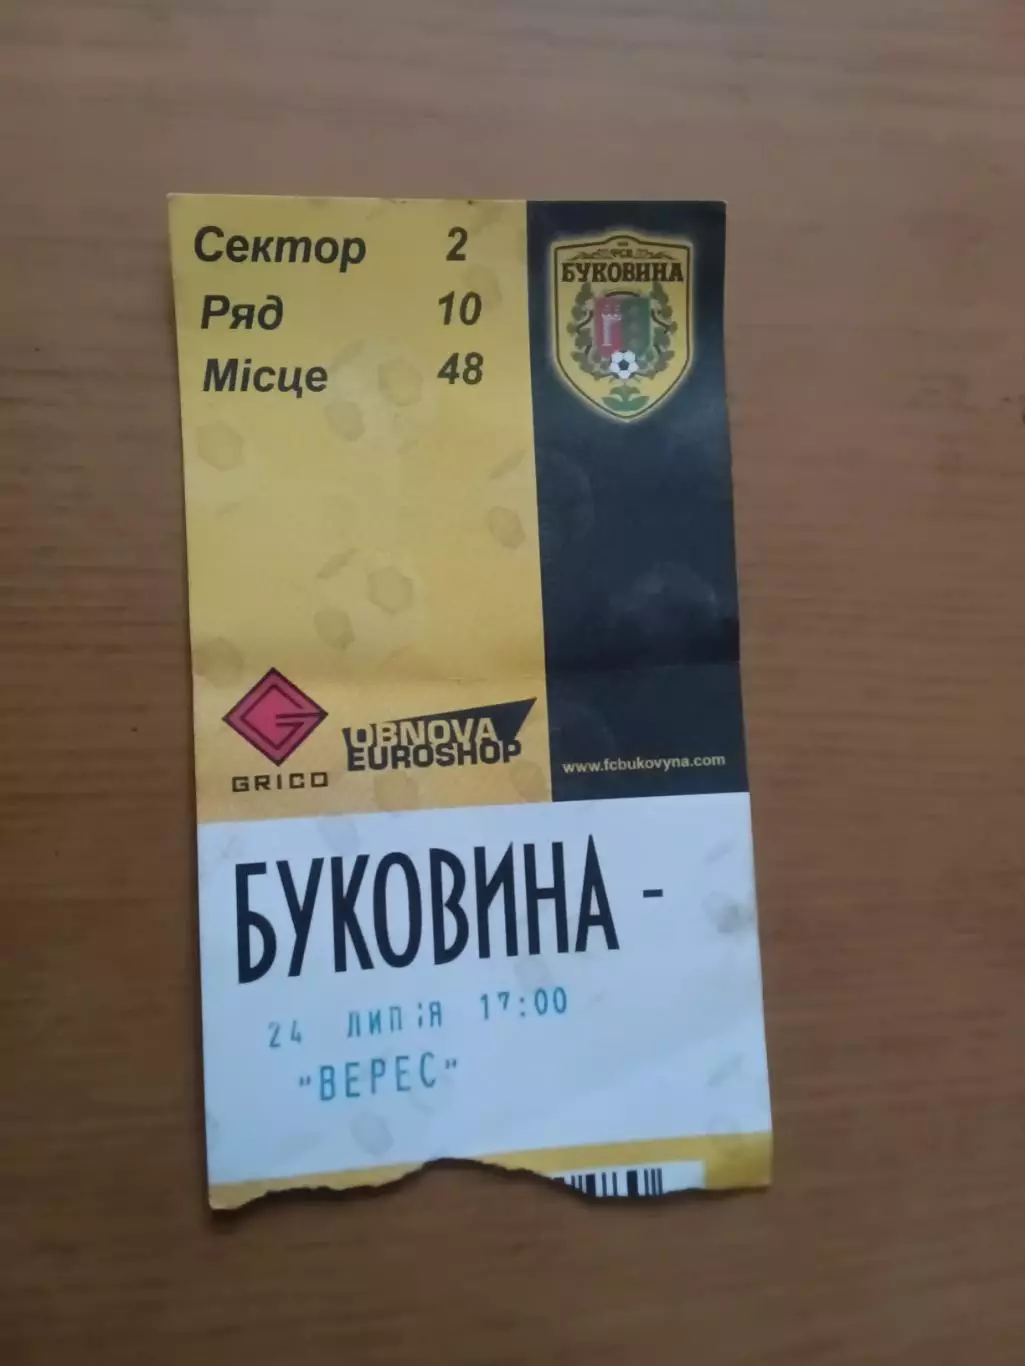 Сектор 2
Ряд 10
Місце 48
ФСК
БУКОВИНА
GRICO
OBNOVA
EUROSHOP
www.fcbukovyna.com
БУКОВИНА -
24 ЛИПНЯ 17:00
"ВЕРЕС"